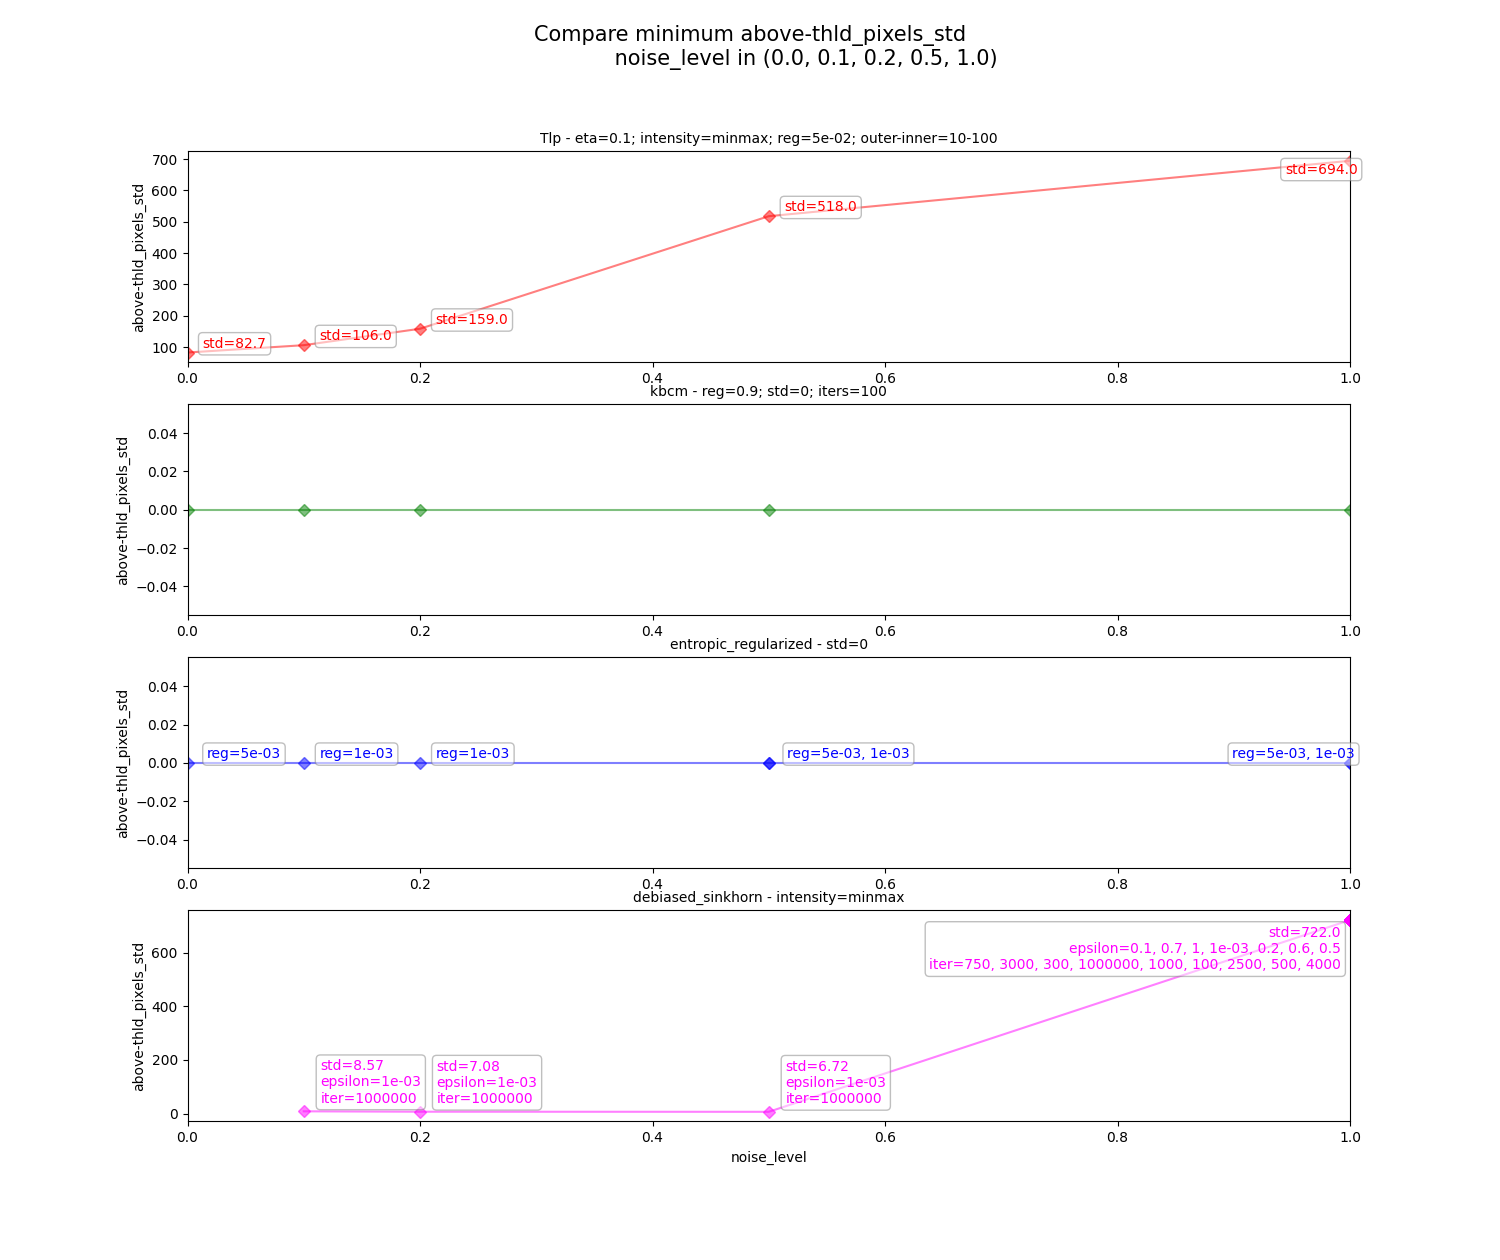 Compare minimum above-thld_pixels_std
noise_level in (0.0, 0.1, 0.2, 0.5, 1.0)
Tlp - eta=0.1; intensity=minmax; reg=5e-02; outer-inner=10-100
above-thld_pixels_std
700
600
500
400
300
200
100
std=82.7
std=106.0
std=159.0
std=518.0
std=694.0
0.0 0.2 0.4 0.6 0.8 1.0
kbcm - reg=0.9; std=0; iters=100
above-thld_pixels_std
0.04
0.02
0.00
−0.02
−0.04
0.0 0.2 0.4 0.6 0.8 1.0
entropic_regularized - std=0
above-thld_pixels_std
0.04
0.02
0.00
−0.02
−0.04
reg=5e-03
reg=1e-03
reg=1e-03
reg=5e-03, 1e-03
reg=5e-03, 1e-03
0.0 0.2 0.4 0.6 0.8 1.0
debiased_sinkhorn - intensity=minmax
above-thld_pixels_std
600
400
200
0
std=8.57
epsilon=1e-03
iter=1000000
std=7.08
epsilon=1e-03
iter=1000000
std=6.72
epsilon=1e-03
iter=1000000
std=722.0
epsilon=0.1, 0.7, 1, 1e-03, 0.2, 0.6, 0.5
iter=750, 3000, 300, 1000000, 1000, 100, 2500, 500, 4000
0.0 0.2 0.4 0.6 0.8 1.0
noise_level